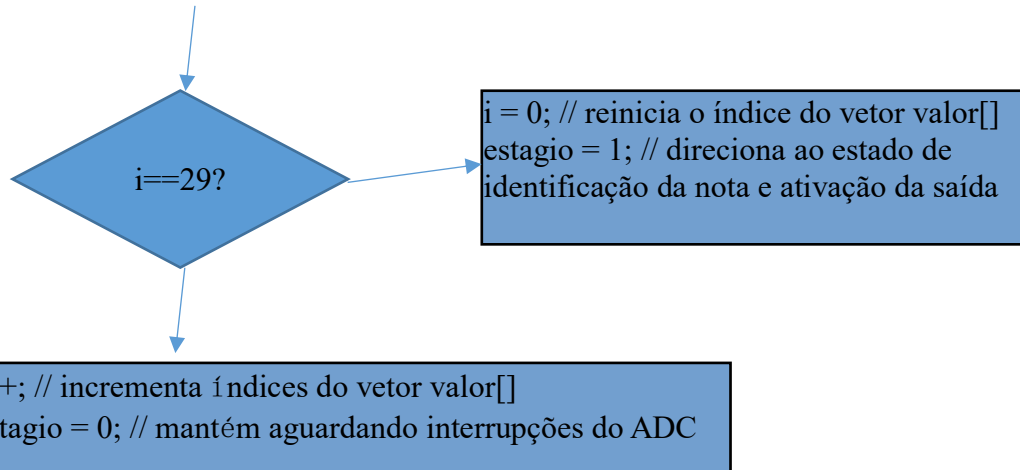 i = 0; // reinicia o índice do vetor valor[]
estagio = 1; // direciona ao estado de
identificação da nota e ativação da saída
i==29?
+; // incrementa índices do vetor valor[]
tagio = 0; // mantém aguardando interrupções do ADC